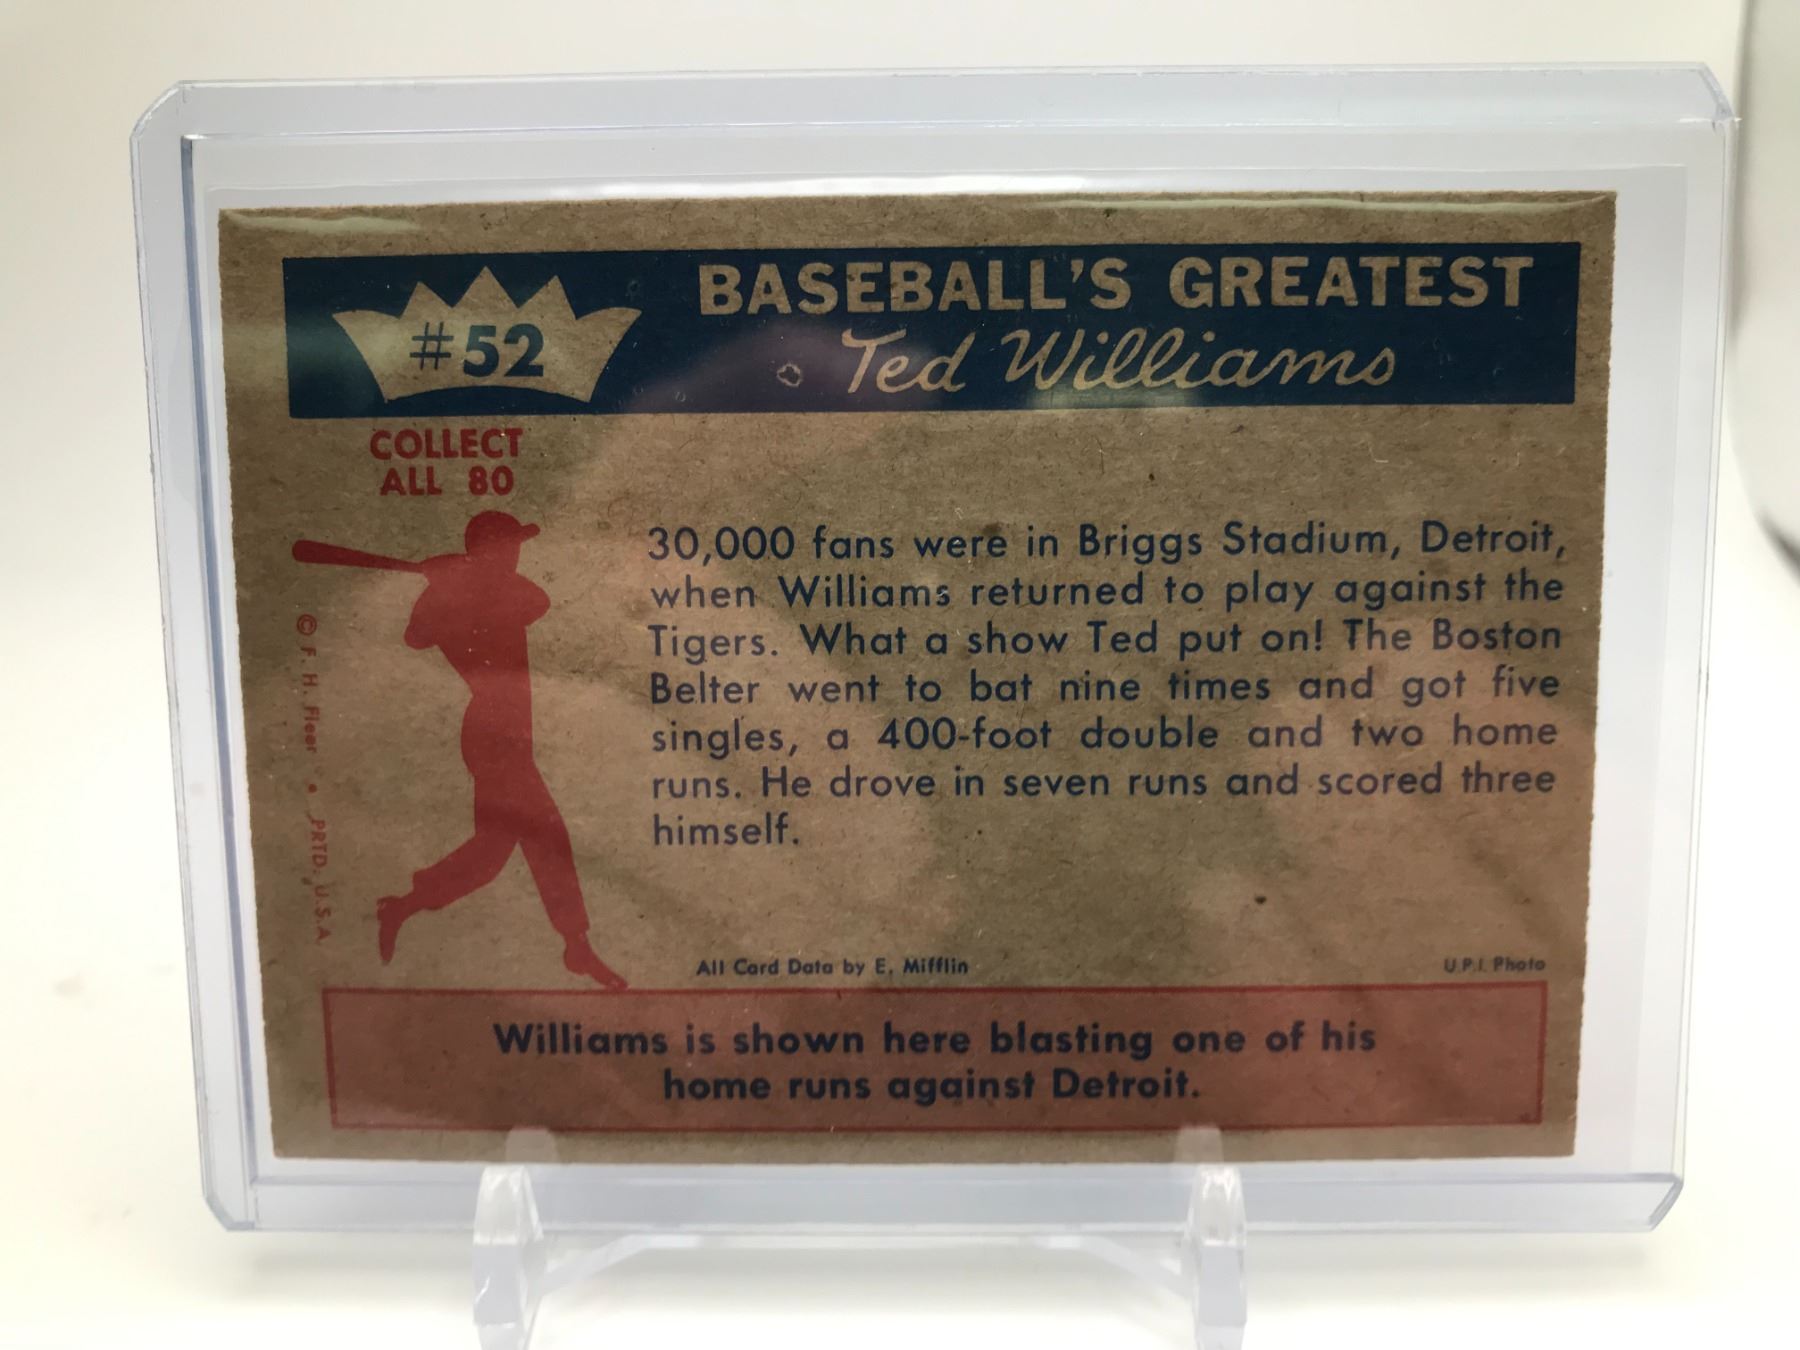 #52
BASEBALL'S GREATEST
Ted Williams
COLLECT
ALL 80
© F. H. Fleer • PRTD. U.S.A.
30,000 fans were in Briggs Stadium, Detroit,
when Williams returned to play against the
Tigers. What a show Ted put on! The Boston
Belter went to bat nine times and got five
singles, a 400-foot double and two home
runs. He drove in seven runs and scored three
himself.
All Card Data by E. Mifflin
U.P.I. Photo
Williams is shown here blasting one of his
home runs against Detroit.